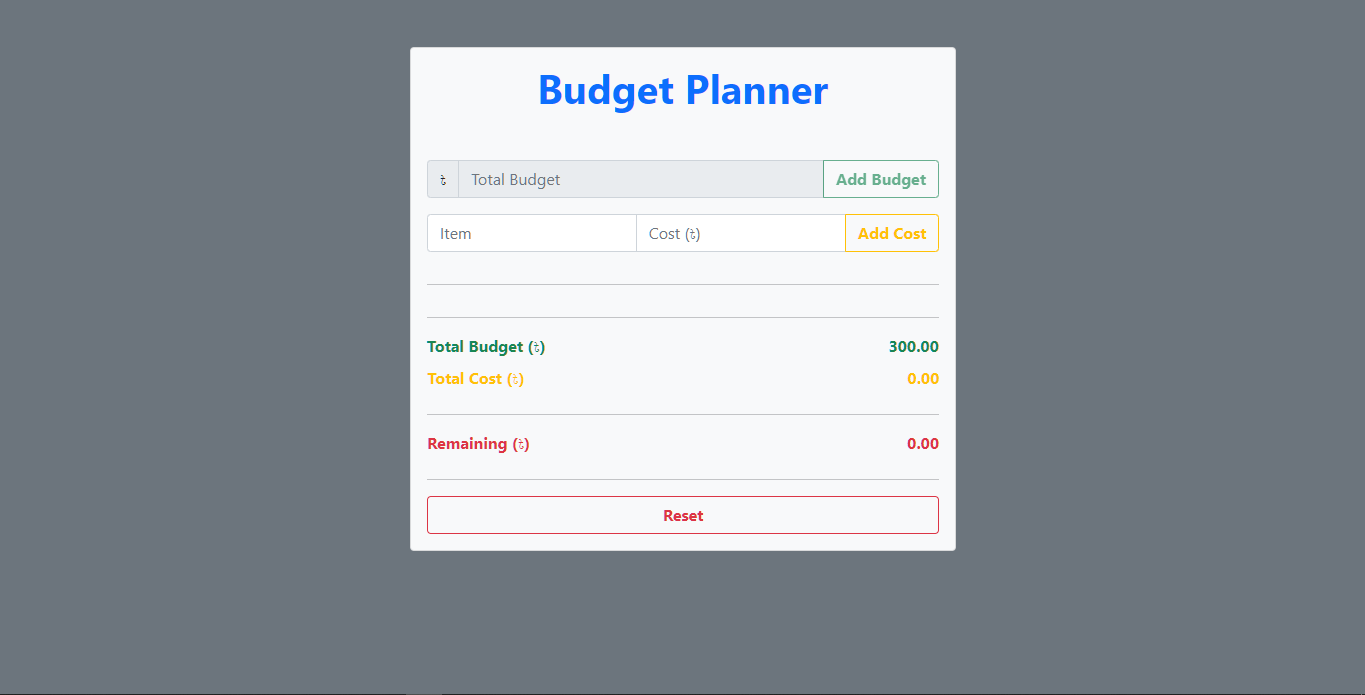 Budget Planner
৳ Total Budget Add Budget
Item Cost (৳) Add Cost
Total Budget (৳) 300.00
Total Cost (৳) 0.00
Remaining (৳) 0.00
Reset